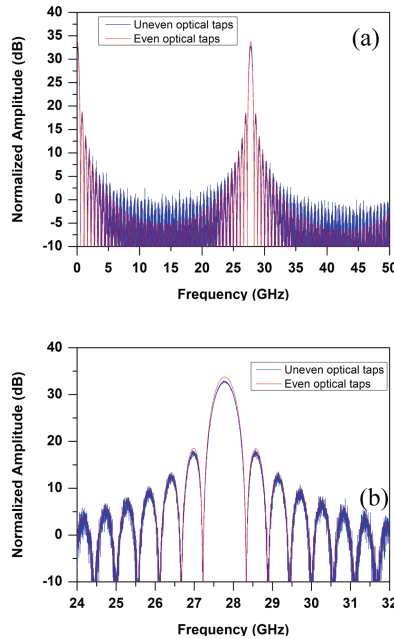 Uneven optical taps
Even optical taps
(a)
Normalized Amplitude (dB)
40
35
30
25
20
15
10
5
0
-5
-10
0 5 10 15 20 25 30 35 40 45 50
Frequency (GHz)
Uneven optical taps
Even optical taps
(b)
Normalized Amplitude (dB)
40
30
20
10
0
-10
24 25 26 27 28 29 30 31 32
Frequency (GHz)